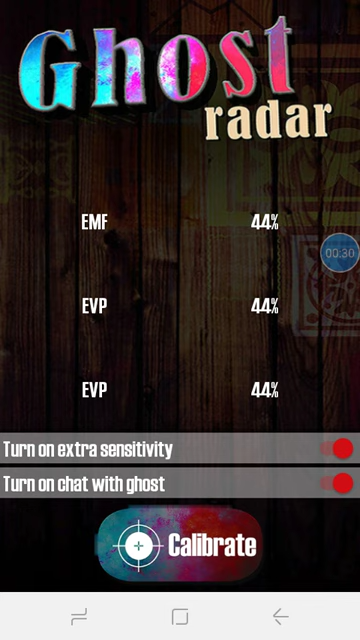 Ghost
radar
EMF 44%
00:30
EVP 44%
EVP 44%
Turn on extra sensitivity
Turn on chat with ghost
Calibrate